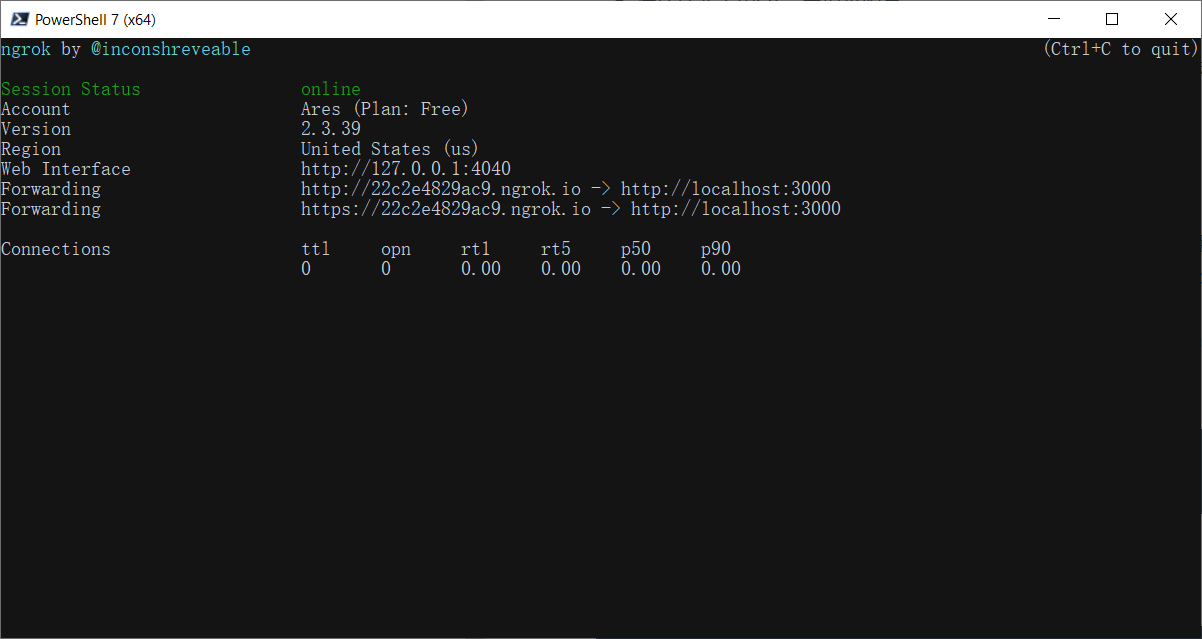 PowerShell 7 (x64)
ngrok by @inconshreveable (Ctrl+C to quit)
Session Status online
Account Ares (Plan: Free)
Version 2.3.39
Region United States (us)
Web Interface http://127.0.0.1:4040
Forwarding http://22c2e4829ac9.ngrok.io -> http://localhost:3000
Forwarding https://22c2e4829ac9.ngrok.io -> http://localhost:3000
Connections ttl opn rt1 rt5 p50 p90
0 0 0.00 0.00 0.00 0.00